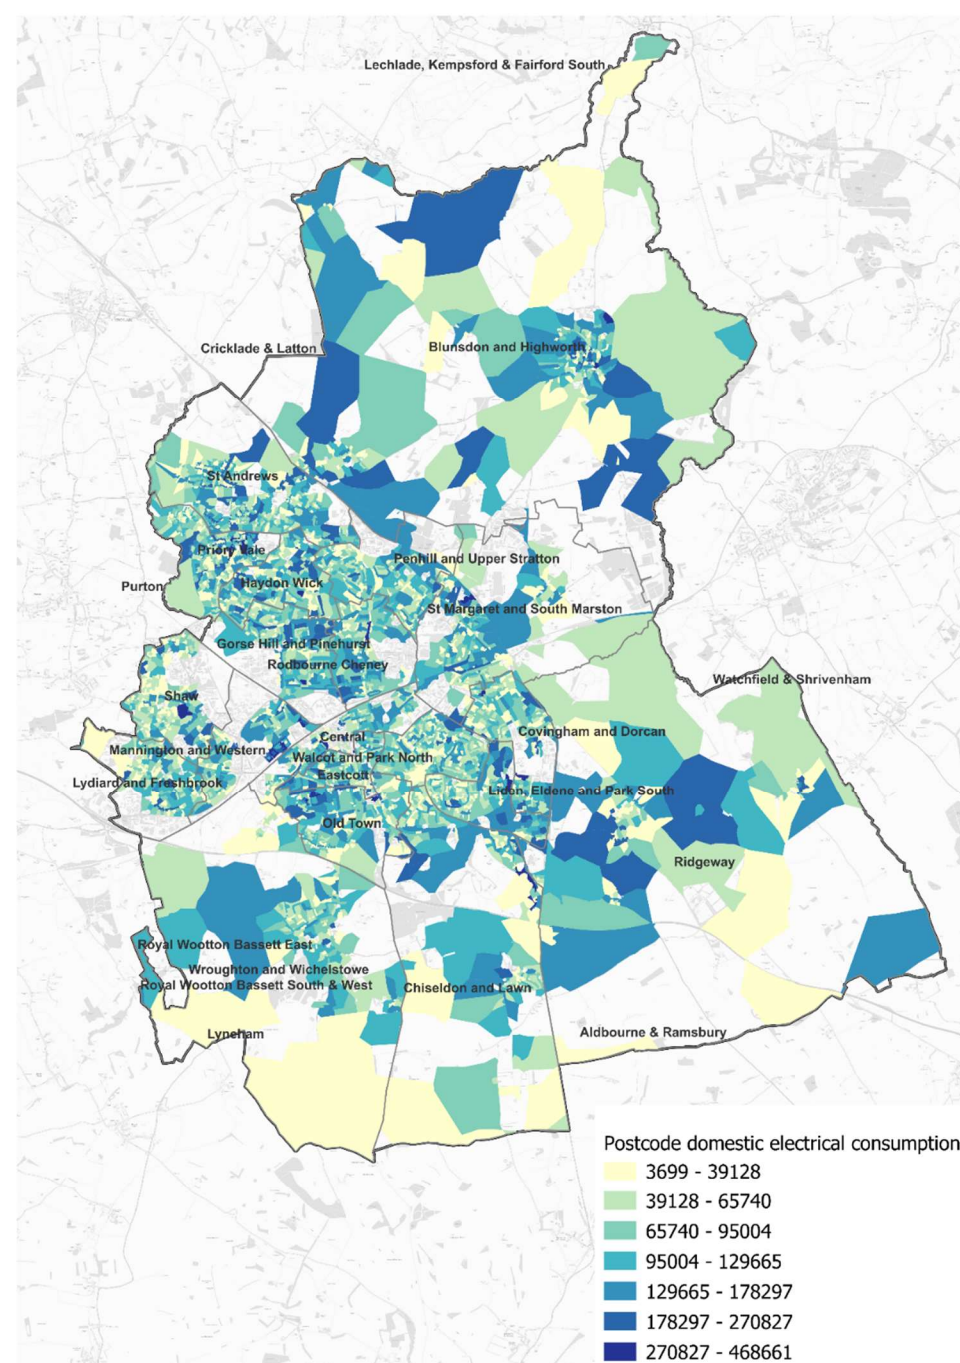 Lechlade, Kempsford & Fairford South
Cricklade & Latton
Blunsdon and Highworth
St Andrews
Priory Vale
Penhill and Upper Stratton
Purton
Haydon Wick
St Margaret and South Marston
Gorse Hill and Pinehurst
Rodbourne Cheney
Watchfield & Shrivenham
Shaw
Central
Covingham and Dorcan
Mannington and Western
Walcot and Park North
Eastcott
Lydiard and Freshbrook
Liden, Eldene and Park South
Old Town
Ridgeway
Royal Wootton Bassett East
Wroughton and Wichelstowe
Royal Wootton Bassett South & West
Chiseldon and Lawn
Lyneham
Aldbourne & Ramsbury
Postcode domestic electrical consumption
3699 - 39128
39128 - 65740
65740 - 95004
95004 - 129665
129665 - 178297
178297 - 270827
270827 - 468661